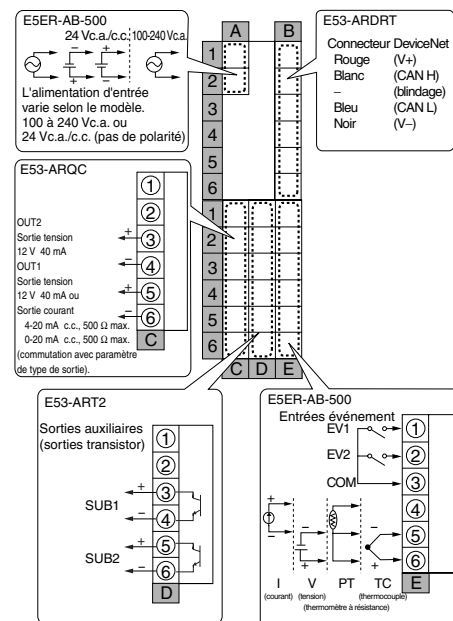 E5ER-AB-500
24 Vc.a./c.c. 100-240 Vc.a.
+ − − +
L'alimentation d'entrée
varie selon le modèle.
100 à 240 Vc.a. ou
24 Vc.a./c.c. (pas de polarité)
A B
1
2
3
4
5
6
1
2
3
4
5
6
C D E
E53-ARDRT
Connecteur DeviceNet
Rouge (V+)
Blanc (CAN H)
– (blindage)
Bleu (CAN L)
Noir (V–)
E53-ARQC
1
2
OUT2
Sortie tension + 3
12 V 40 mA
OUT1 − 4
Sortie tension
12 V 40 mA ou + 5
Sortie courant − 6
4-20 mA c.c., 500 Ω max.
0-20 mA c.c., 500 Ω max. C
(commutation avec paramètre
de type de sortie).
E53-ART2
Sorties auxiliaires
(sorties transistor)
1
2
+ 3
SUB1
− 4
+ 5
SUB2
− 6
D
E5ER-AB-500
Entrées événement
EV1 1
EV2 2
COM 3
4
+ − − 5
− + + 6
I V PT TC E
(courant) (tension) (thermocouple)
(thermomètre à résistance)